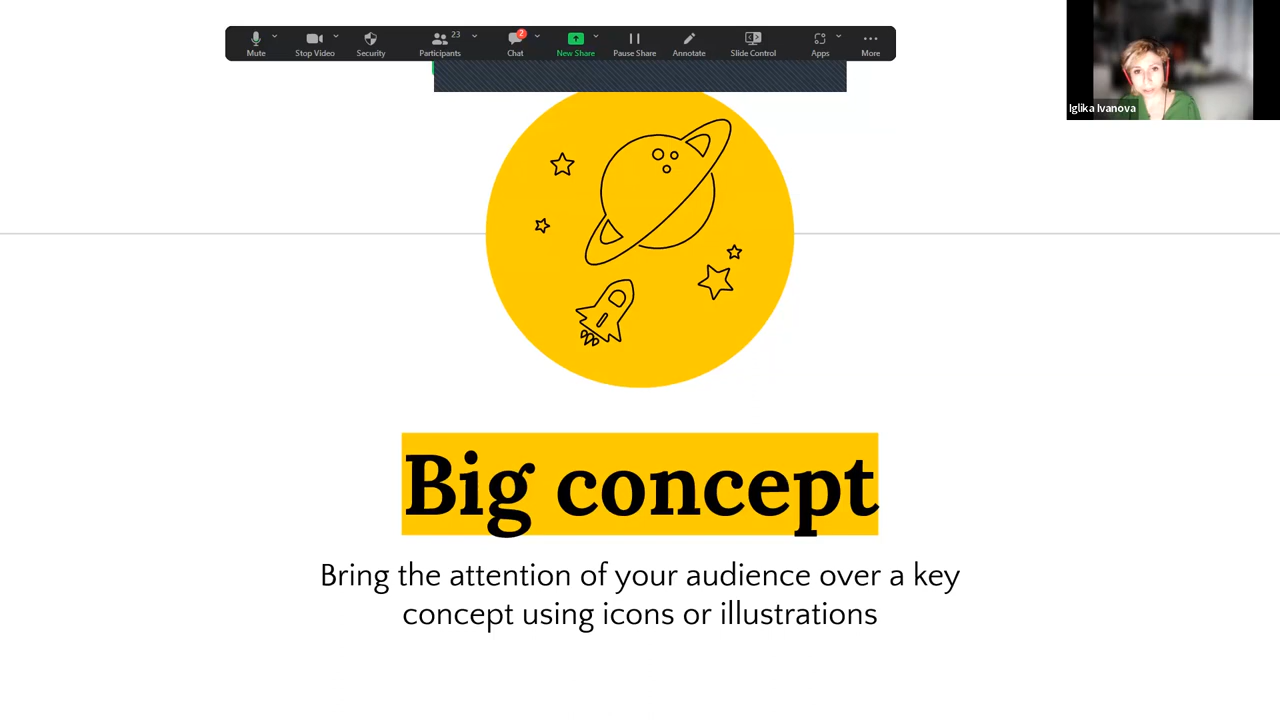 23
2
Mute
Stop Video
Security
Participants
Chat
New Share
Pause Share
Annotate
Slide Control
Apps
More
Iglika Ivanova
Big concept
Bring the attention of your audience over a key
concept using icons or illustrations